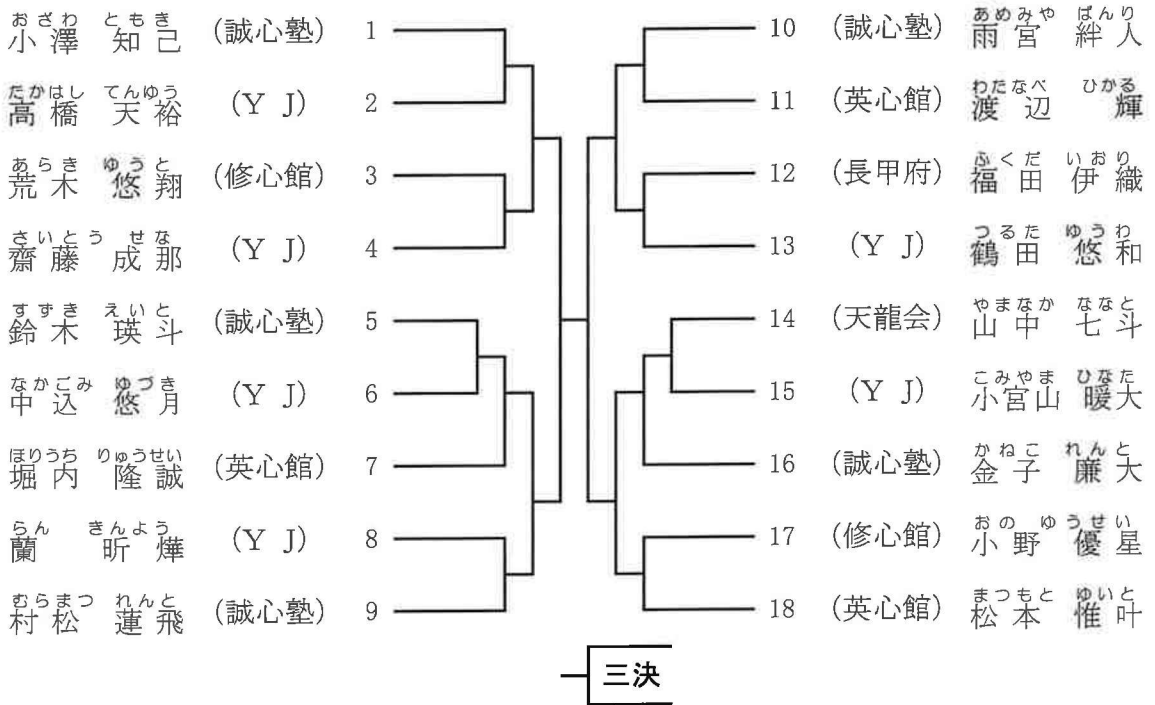 おざわ ともき
小澤 知己 (誠心塾) 1
たかはし てんゆう
高橋 天裕 (YJ) 2
あらき ゆうと
荒木 悠翔 (修心館) 3
さいとう せな
齋藤 成那 (YJ) 4
すずき えいと
鈴木 瑛斗 (誠心塾) 5
なかごみ ゆづき
中込 悠月 (YJ) 6
ほりうち りゅうせい
堀内 隆誠 (英心館) 7
らん きんよう
蘭 昕燁 (YJ) 8
むらまつ れんと
村松 蓮飛 (誠心塾) 9
あめみや ばんり
10 (誠心塾) 雨宮 絆人
わたなべ ひかる
11 (英心館) 渡辺 輝
ふくだ いおり
12 (長甲府) 福田 伊織
つるた ゆうわ
13 (YJ) 鶴田 悠和
やまなか ななと
14 (天龍会) 山中 七斗
こみやま ひなた
15 (YJ) 小宮山 暖大
かねこ れんと
16 (誠心塾) 金子 廉大
おの ゆうせい
17 (修心館) 小野 優星
まつもと ゆいと
18 (英心館) 松本 惟叶
三決